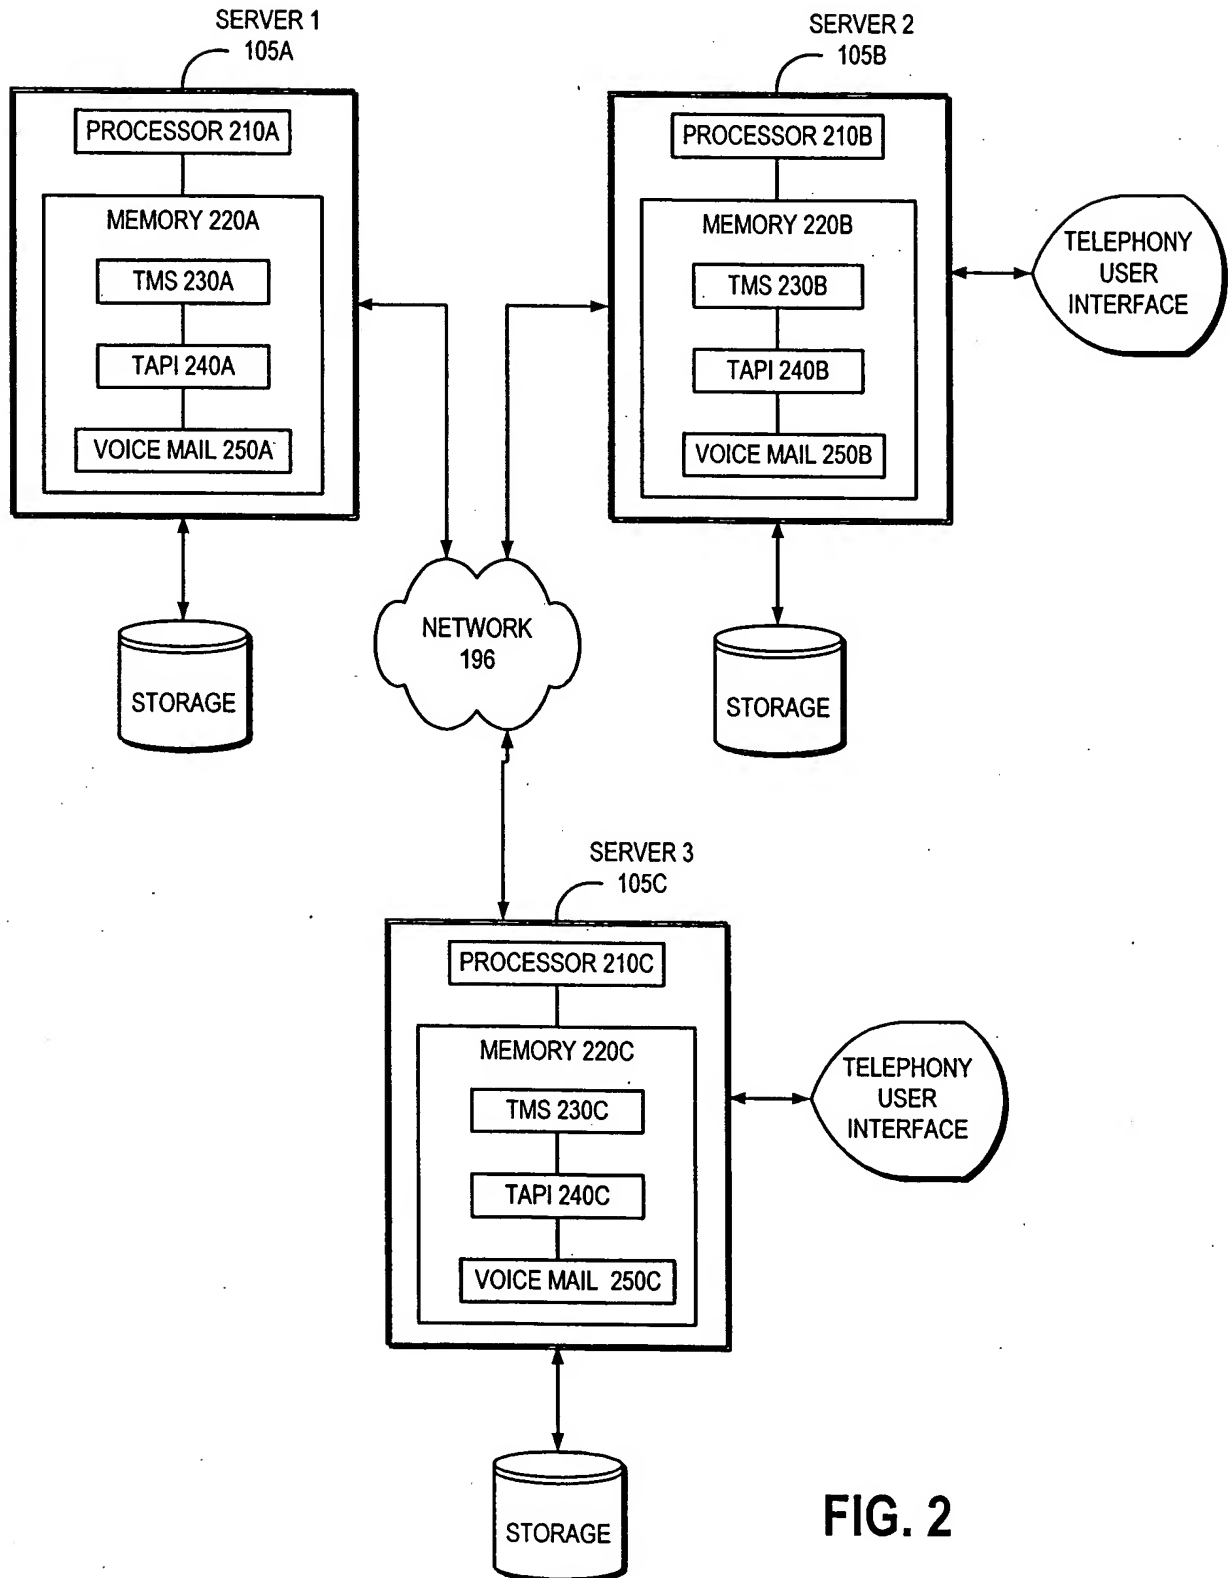 SERVER 1
105A
PROCESSOR 210A
MEMORY 220A
TMS 230A
TAPI 240A
VOICE MAIL 250A
STORAGE
SERVER 2
105B
PROCESSOR 210B
MEMORY 220B
TMS 230B
TAPI 240B
VOICE MAIL 250B
STORAGE
TELEPHONY
USER
INTERFACE
NETWORK
196
SERVER 3
105C
PROCESSOR 210C
MEMORY 220C
TMS 230C
TAPI 240C
VOICE MAIL 250C
STORAGE
TELEPHONY
USER
INTERFACE
FIG. 2